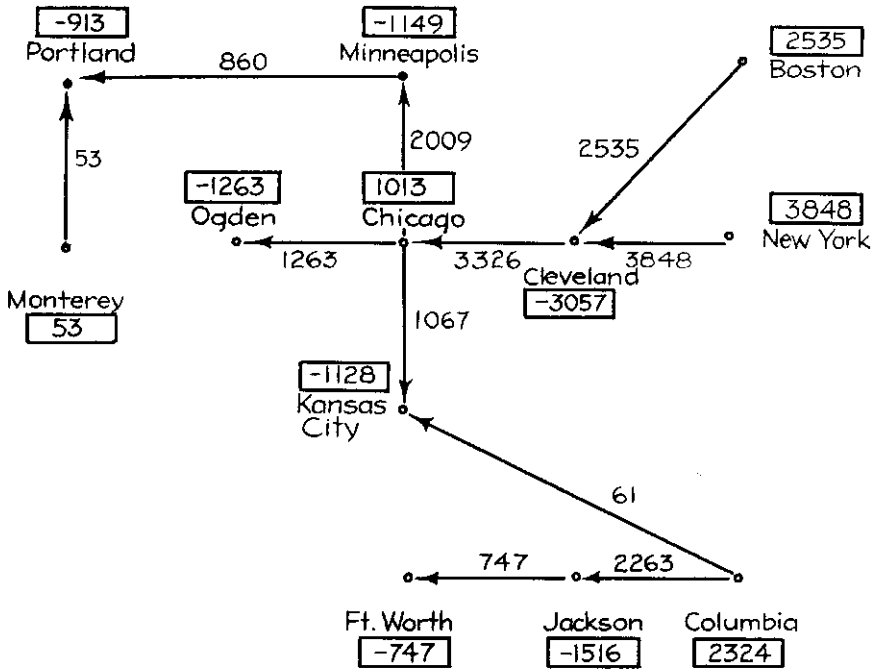 -913
Portland
-1149
Minneapolis
2535
Boston
860
53
2009
2535
-1263
Ogden
1013
Chicago
3848
New York
1263
3326
Cleveland
-3057
3848
Monterey
53
1067
-1128
Kansas
City
61
747
2263
Ft. Worth
-747
Jackson
-1516
Columbia
2324